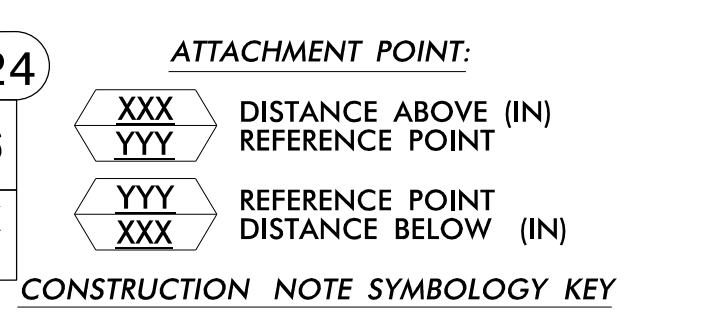 24
ATTACHMENT POINT:
XXX DISTANCE ABOVE (IN)
YYY REFERENCE POINT
YYY REFERENCE POINT
XXX DISTANCE BELOW (IN)
CONSTRUCTION NOTE SYMBOLOGY KEY